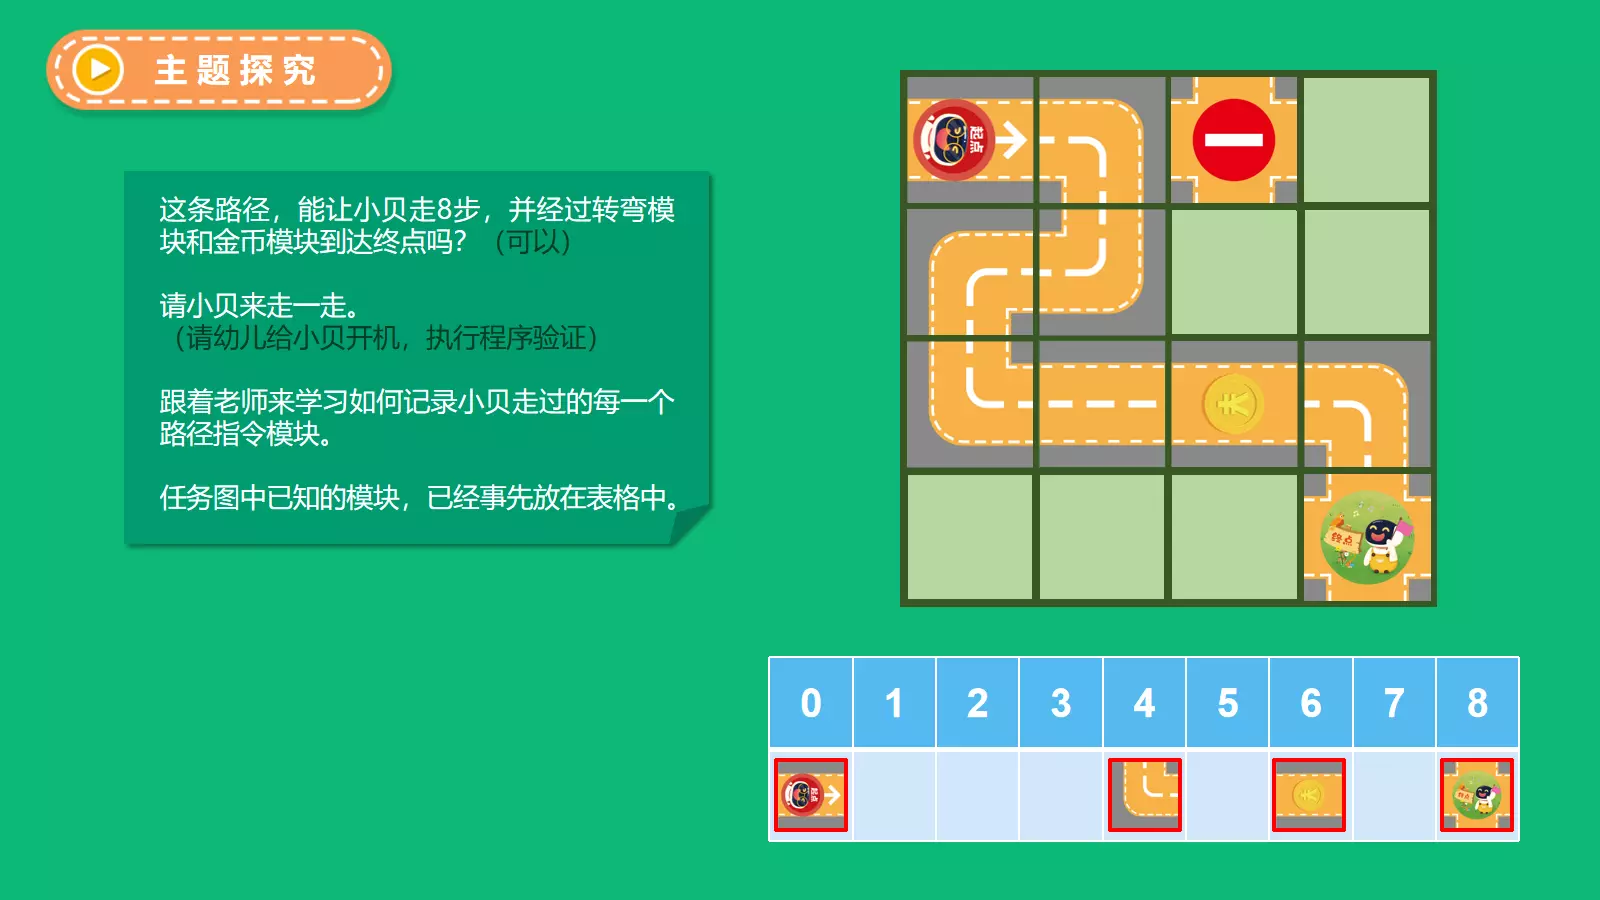 主题探究
这条路径，能让小贝走8步，并经过转弯模
块和金币模块到达终点吗？（可以）
请小贝来走一走。
（请幼儿给小贝开机，执行程序验证）
跟着老师来学习如何记录小贝走过的每一个
路径指令模块。
任务图中已知的模块，已经事先放在表格中。
起点
终点
0 1 2 3 4 5 6 7 8
起点
终点